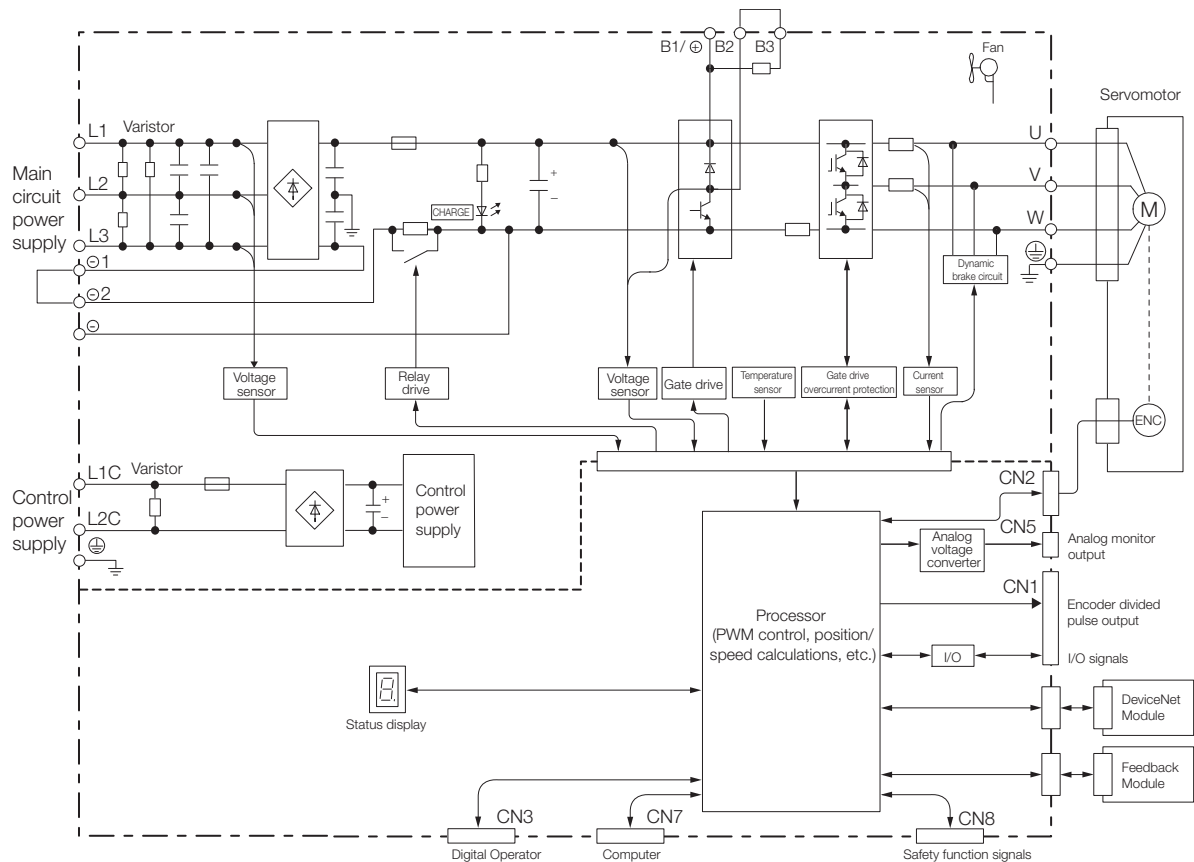 B1/ ⊕
B2
B3
Fan
Servomotor
L1
Varistor
U
Main
circuit
power
supply
L2
V
CHARGE
+
–
M
L3
W
⊖1
Dynamic
brake circuit
⊖2
⊖
Voltage
sensor
Relay
drive
Voltage
sensor
Gate drive
Temperature
sensor
Gate drive
overcurrent protection
Current
sensor
ENC
L1C
Varistor
CN2
Control
power
supply
+
–
Control
power
supply
L2C
CN5
Analog
voltage
converter
Analog monitor
output
CN1
Processor
(PWM control, position/
speed calculations, etc.)
Encoder divided
pulse output
I/O
I/O signals
8.
Status display
DeviceNet
Module
Feedback
Module
CN3
CN7
CN8
Digital Operator
Computer
Safety function signals